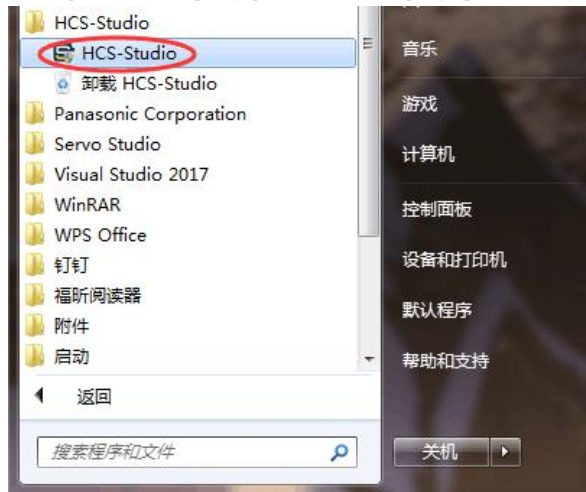 HCS-Studio
HCS-Studio
卸载 HCS-Studio
Panasonic Corporation
Servo Studio
Visual Studio 2017
WinRAR
WPS Office
钉钉
福昕阅读器
附件
启动
返回
搜索程序和文件
音乐
游戏
计算机
控制面板
设备和打印机
默认程序
帮助和支持
关机